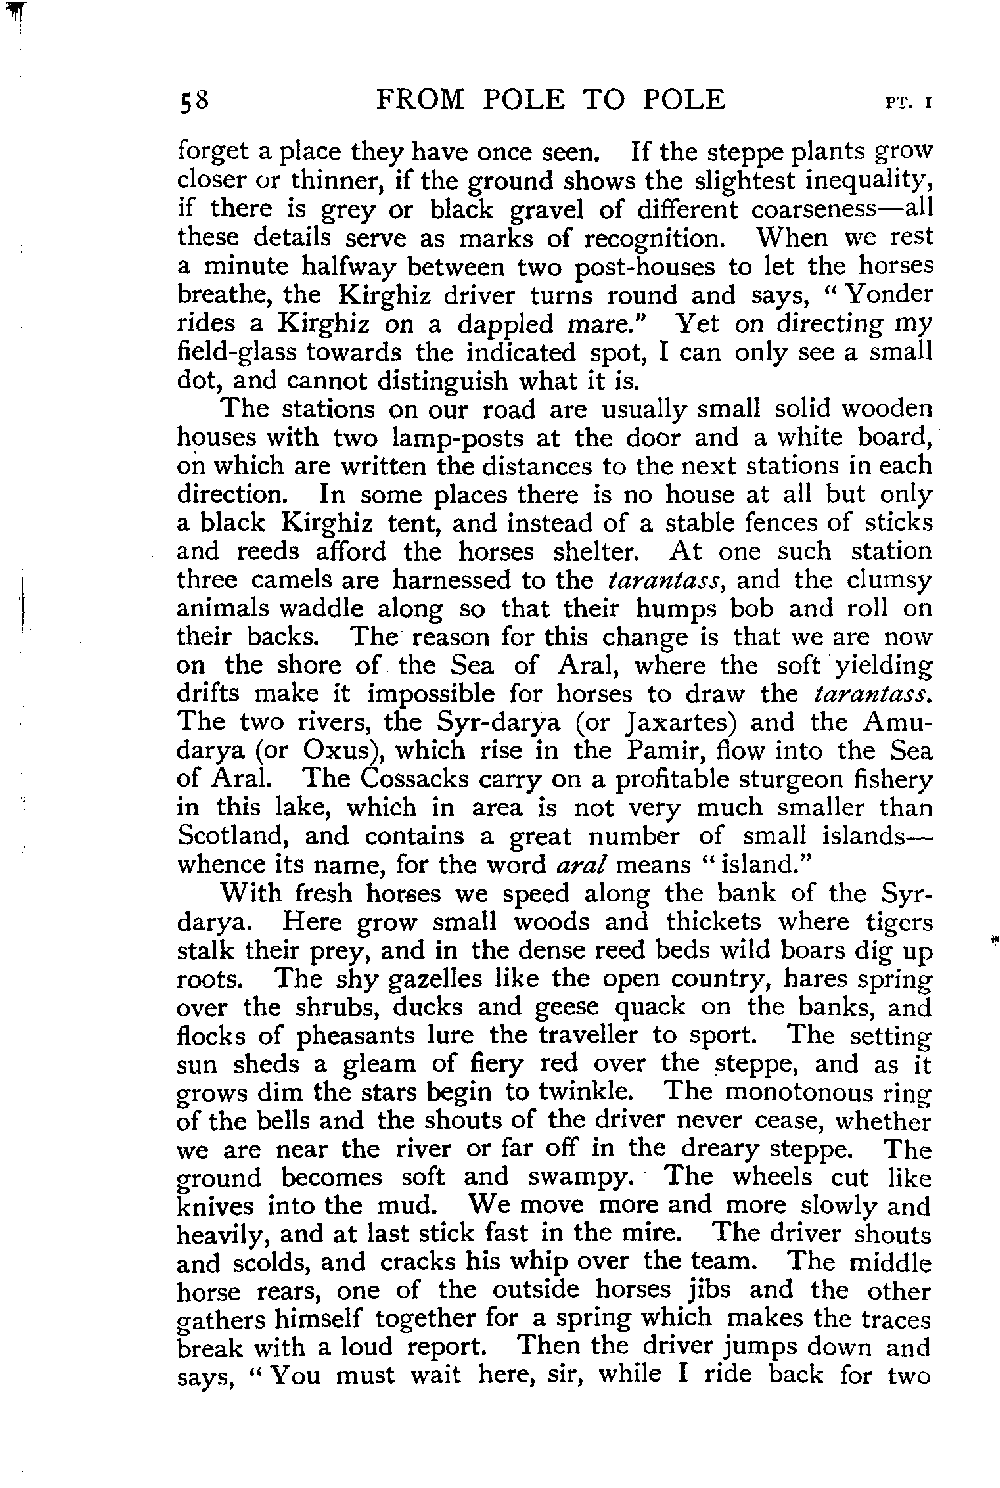 58 FROM POLE TO POLE PT. I
forget a place they have once seen. If the steppe plants grow
closer or thinner, if the ground shows the slightest inequality,
if there is grey or black gravel of different coarseness—all
these details serve as marks of recognition. When we rest
a minute halfway between two post-houses to let the horses
breathe, the Kirghiz driver turns round and says, “ Yonder
rides a Kirghiz on a dappled mare.” Yet on directing my
field-glass towards the indicated spot, I can only see a small
dot, and cannot distinguish what it is.
The stations on our road are usually small solid wooden
houses with two lamp-posts at the door and a white board,
on which are written the distances to the next stations in each
direction. In some places there is no house at all but only
a black Kirghiz tent, and instead of a stable fences of sticks
and reeds afford the horses shelter. At one such station
three camels are harnessed to the tarantass, and the clumsy
animals waddle along so that their humps bob and roll on
their backs. The reason for this change is that we are now
on the shore of the Sea of Aral, where the soft yielding
drifts make it impossible for horses to draw the tarantass.
The two rivers, the Syr-darya (or Jaxartes) and the Amu-
darya (or Oxus), which rise in the Pamir, flow into the Sea
of Aral. The Cossacks carry on a profitable sturgeon fishery
in this lake, which in area is not very much smaller than
Scotland, and contains a great number of small islands—
whence its name, for the word aral means “ island.”
With fresh horses we speed along the bank of the Syr-
darya. Here grow small woods and thickets where tigers
stalk their prey, and in the dense reed beds wild boars dig up
roots. The shy gazelles like the open country, hares spring
over the shrubs, ducks and geese quack on the banks, and
flocks of pheasants lure the traveller to sport. The setting
sun sheds a gleam of fiery red over the steppe, and as it
grows dim the stars begin to twinkle. The monotonous ring
of the bells and the shouts of the driver never cease, whether
we are near the river or far off in the dreary steppe. The
ground becomes soft and swampy. The wheels cut like
knives into the mud. We move more and more slowly and
heavily, and at last stick fast in the mire. The driver shouts
and scolds, and cracks his whip over the team. The middle
horse rears, one of the outside horses jibs and the other
gathers himself together for a spring which makes the traces
break with a loud report. Then the driver jumps down and
says, “ You must wait here, sir, while I ride back for two